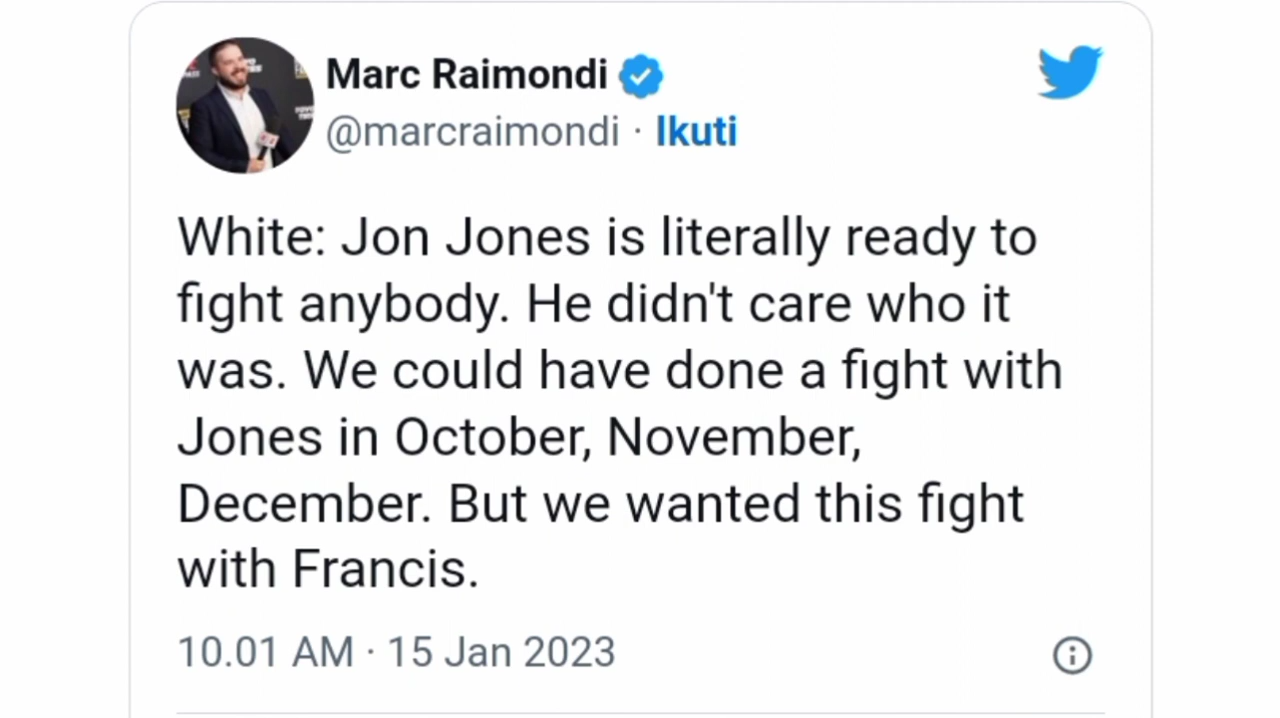 Marc Raimondi
@marcraimondi · Ikuti
White: Jon Jones is literally ready to
fight anybody. He didn't care who it
was. We could have done a fight with
Jones in October, November,
December. But we wanted this fight
with Francis.
10.01 AM · 15 Jan 2023